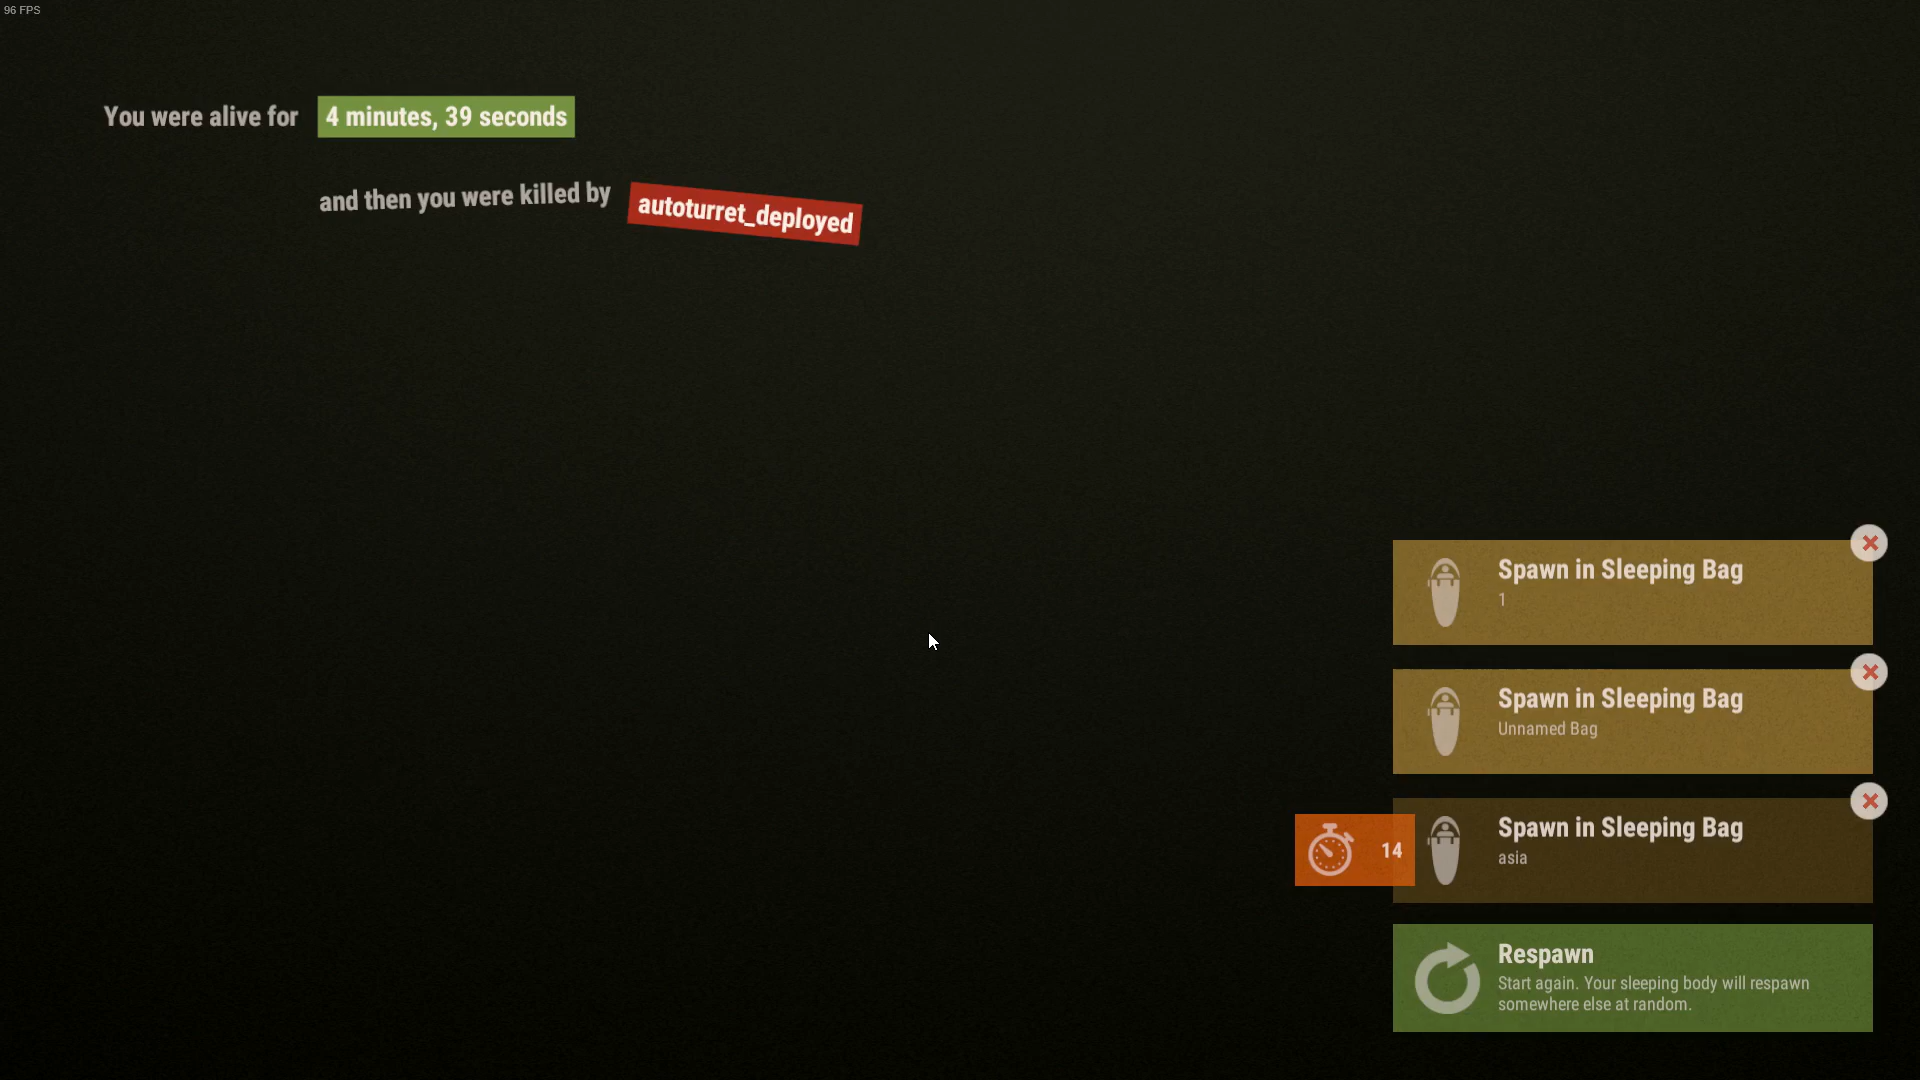 96 FPS
You were alive for 4 minutes, 39 seconds
and then you were killed by autoturret_deployed
Spawn in Sleeping Bag
1
Spawn in Sleeping Bag
Unnamed Bag
Spawn in Sleeping Bag
14 asia
Respawn
Start again. Your sleeping body will respawn
somewhere else at random.